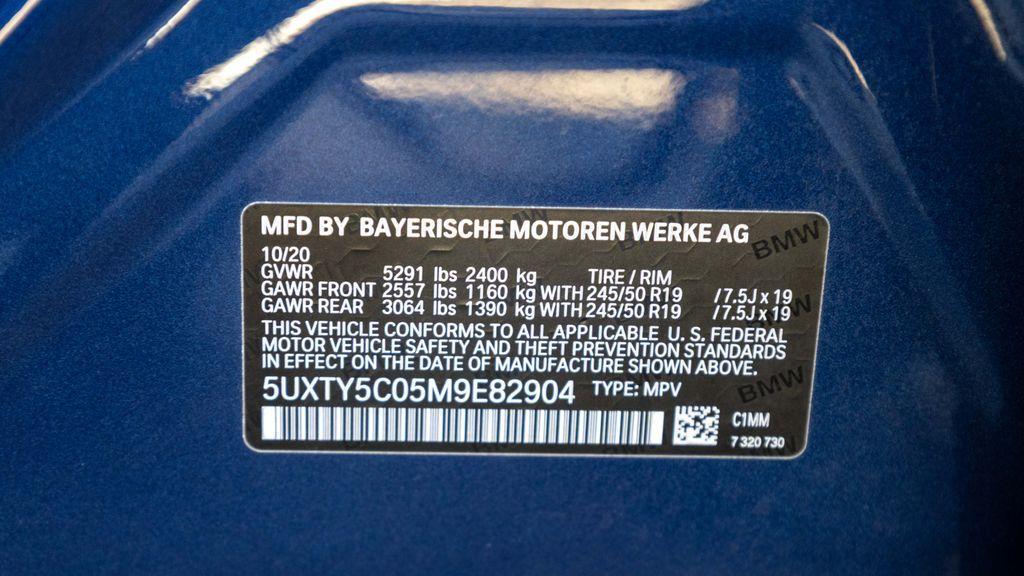 MFD BY BAYERISCHE MOTOREN WERKE AG
10/20
GVWR 5291 lbs 2400 kg TIRE / RIM
GAWR FRONT 2557 lbs 1160 kg WITH 245/50 R19 /7.5J x 19
GAWR REAR 3064 lbs 1390 kg WITH 245/50 R19 /7.5J x 19
THIS VEHICLE CONFORMS TO ALL APPLICABLE U. S. FEDERAL
MOTOR VEHICLE SAFETY AND THEFT PREVENTION STANDARDS
IN EFFECT ON THE DATE OF MANUFACTURE SHOWN ABOVE.
5UXTY5C05M9E82904 TYPE: MPV
C1MM
7 320 730
BMW
BMW
BMW